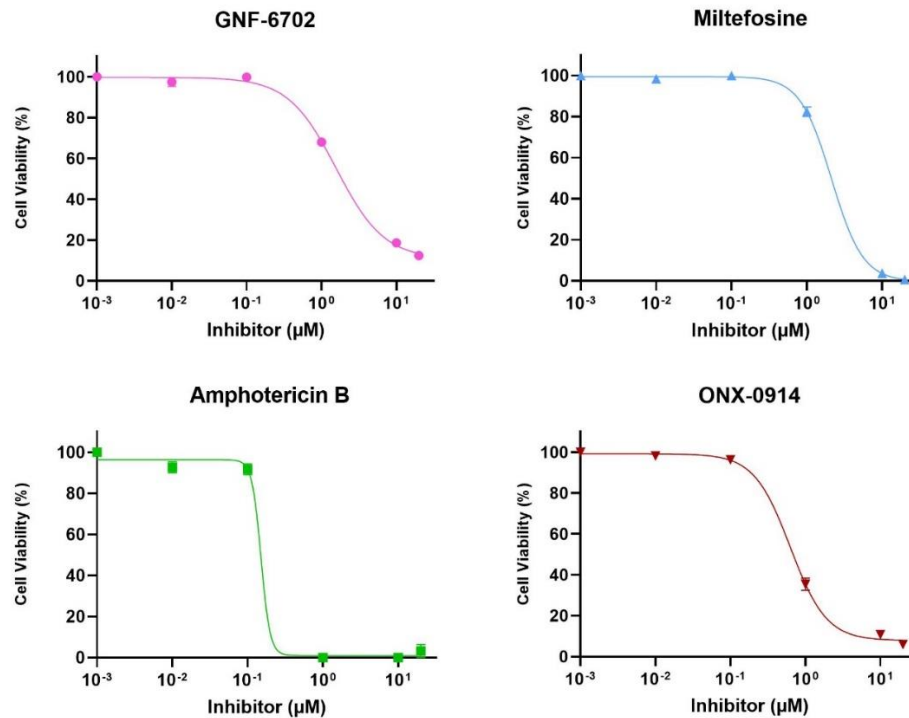 GNF-6702
Cell Viability (%)
100
80
60
40
20
0
10⁻³ 10⁻² 10⁻¹ 10⁰ 10¹
Inhibitor (µM)
Miltefosine
Cell Viability (%)
100
80
60
40
20
0
10⁻³ 10⁻² 10⁻¹ 10⁰ 10¹
Inhibitor (µM)
Amphotericin B
Cell Viability (%)
100
80
60
40
20
0
10⁻³ 10⁻² 10⁻¹ 10⁰ 10¹
Inhibitor (µM)
ONX-0914
Cell Viability (%)
100
80
60
40
20
0
10⁻³ 10⁻² 10⁻¹ 10⁰ 10¹
Inhibitor (µM)